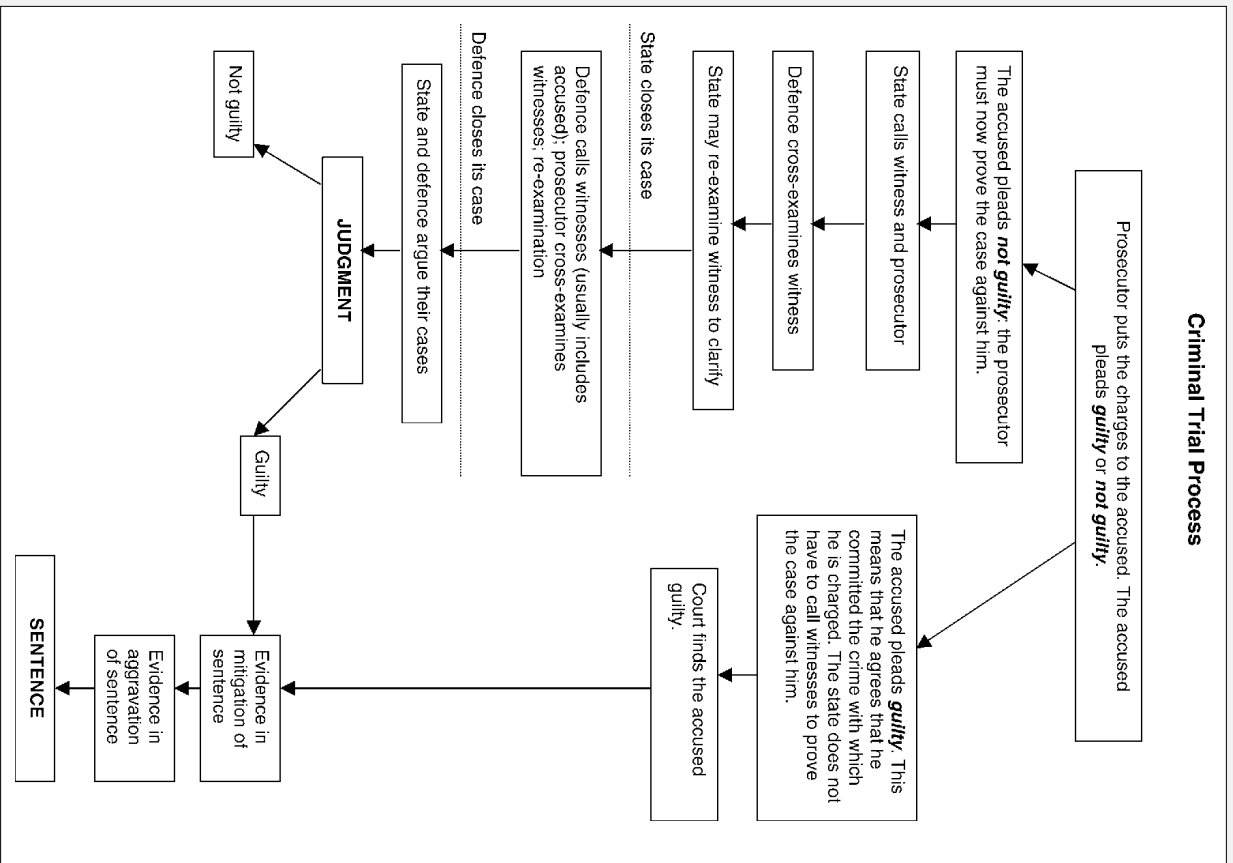 Criminal Trial Process
Prosecutor puts the charges to the accused. The accused
pleads guilty or not guilty.
The accused pleads not guilty: the prosecutor
must now prove the case against him.
State calls witness and prosecutor
Defence cross-examines witness
State may re-examine witness to clarify
State closes its case
Defence calls witnesses (usually includes
accused); prosecutor cross-examines
witnesses; re-examination
Defence closes its case
State and defence argue their cases
JUDGMENT
Not guilty
Guilty
The accused pleads guilty. This
means that he agrees that he
committed the crime with which
he is charged. The state does not
have to call witnesses to prove
the case against him.
Court finds the accused
guilty.
Evidence in
mitigation of
sentence
Evidence in
aggravation
of sentence
SENTENCE